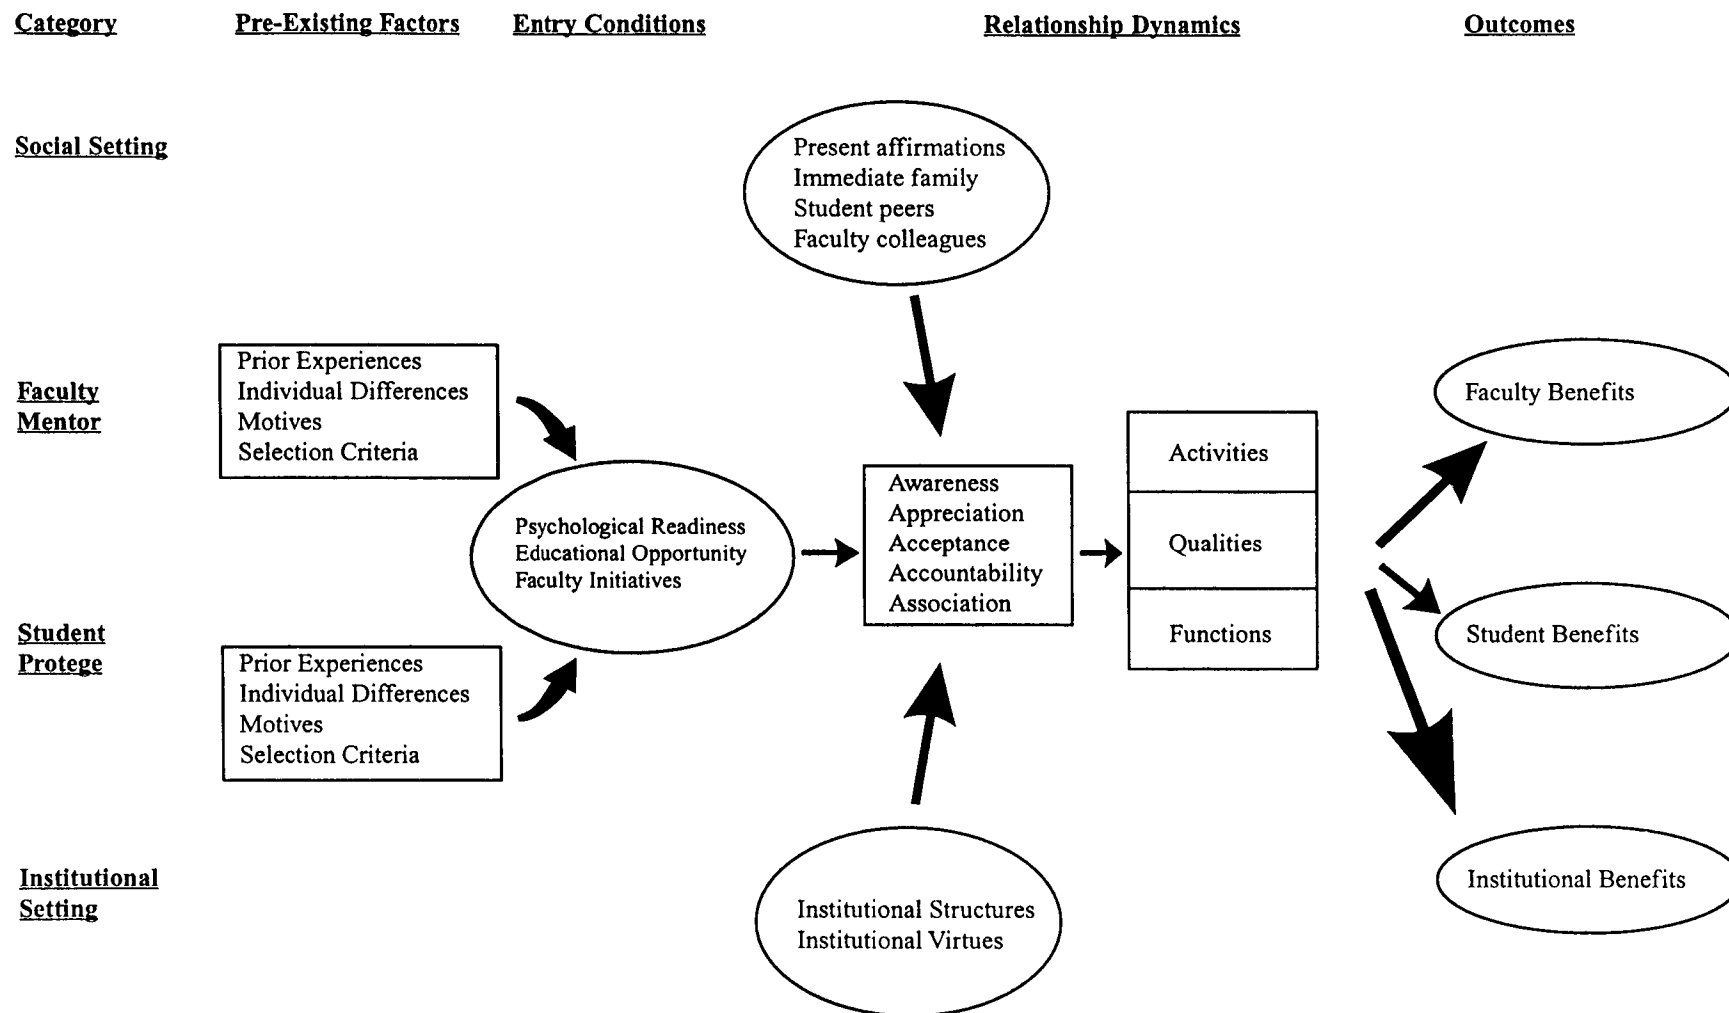 Category
Pre-Existing Factors
Entry Conditions
Relationship Dynamics
Outcomes
Social Setting
Present affirmations
Immediate family
Student peers
Faculty colleagues
Faculty
Mentor
Prior Experiences
Individual Differences
Motives
Selection Criteria
Psychological Readiness
Educational Opportunity
Faculty Initiatives
Awareness
Appreciation
Acceptance
Accountability
Association
Activities
Qualities
Functions
Faculty Benefits
Student
Protege
Prior Experiences
Individual Differences
Motives
Selection Criteria
Student Benefits
Institutional
Setting
Institutional Structures
Institutional Virtues
Institutional Benefits